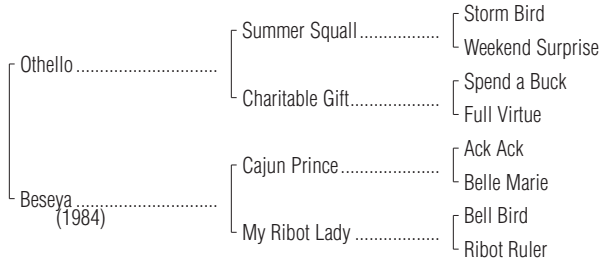 Othello ............................
Summer Squall ................
Storm Bird
Weekend Surprise
Charitable Gift..................
Spend a Buck
Full Virtue
Beseya ............................
(1984)
Cajun Prince ....................
Ack Ack
Belle Marie
My Ribot Lady .................
Bell Bird
Ribot Ruler